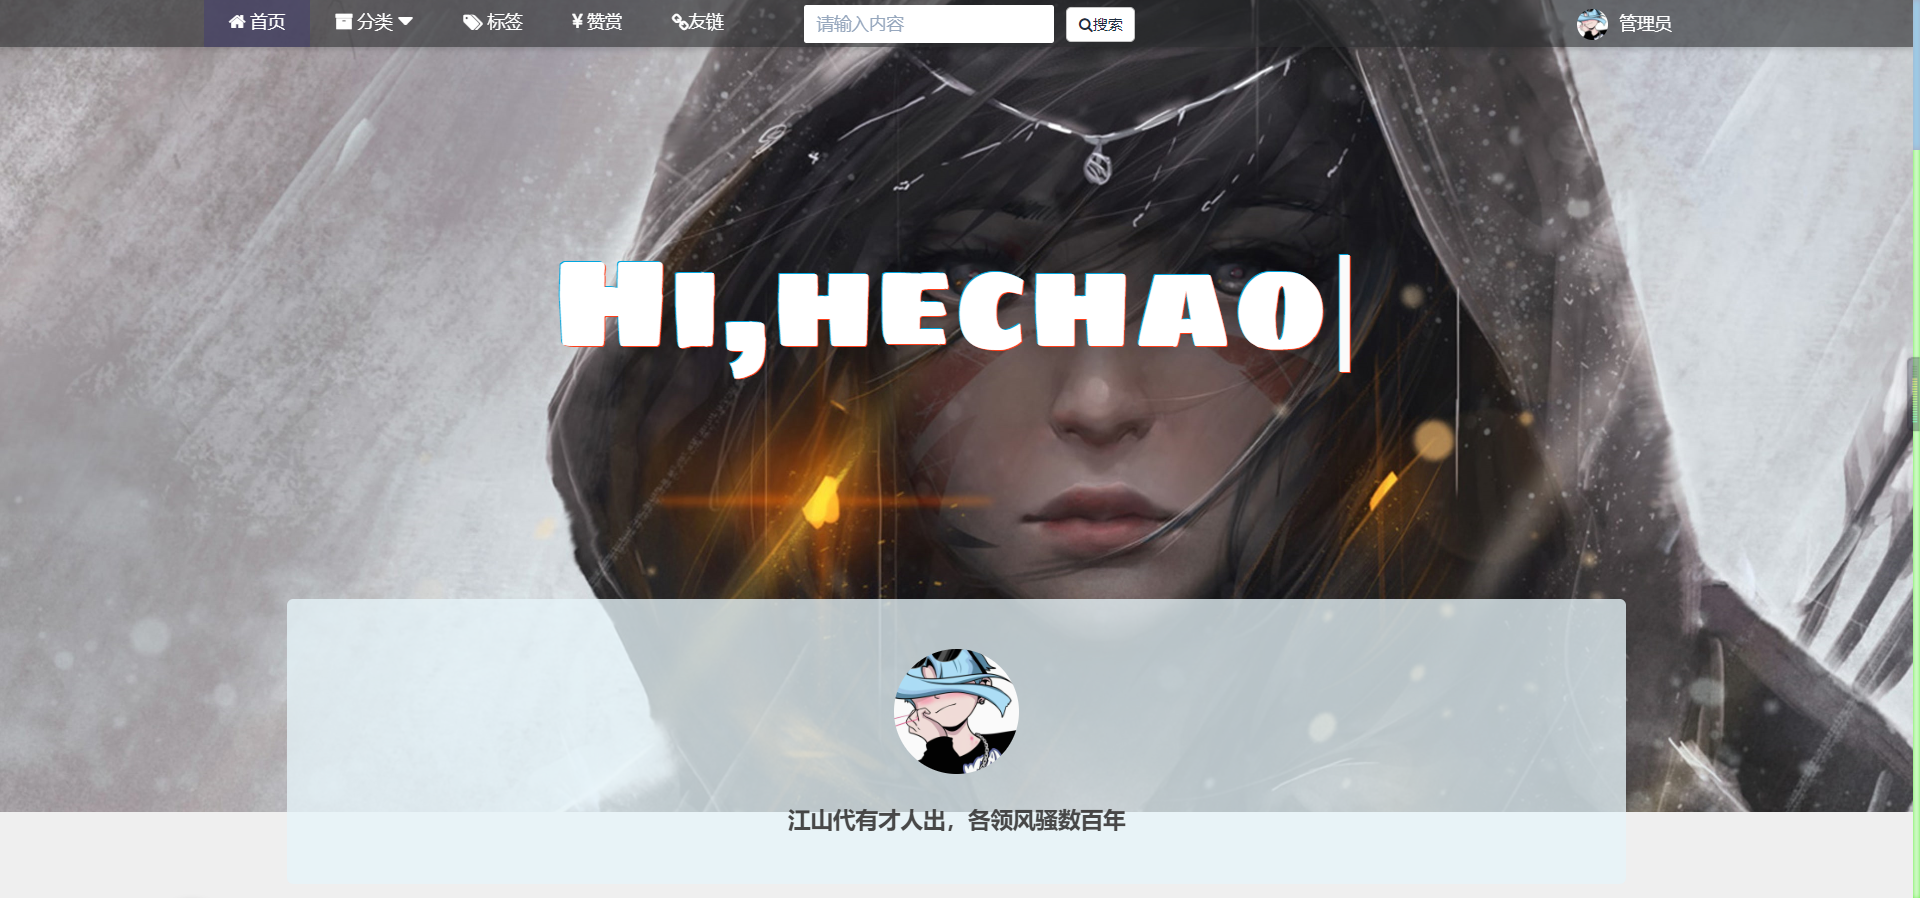 首页 分类 标签 ¥赞赏 友链 请输入内容 搜索 管理员
Hi,hechao|
江山代有才人出，各领风骚数百年